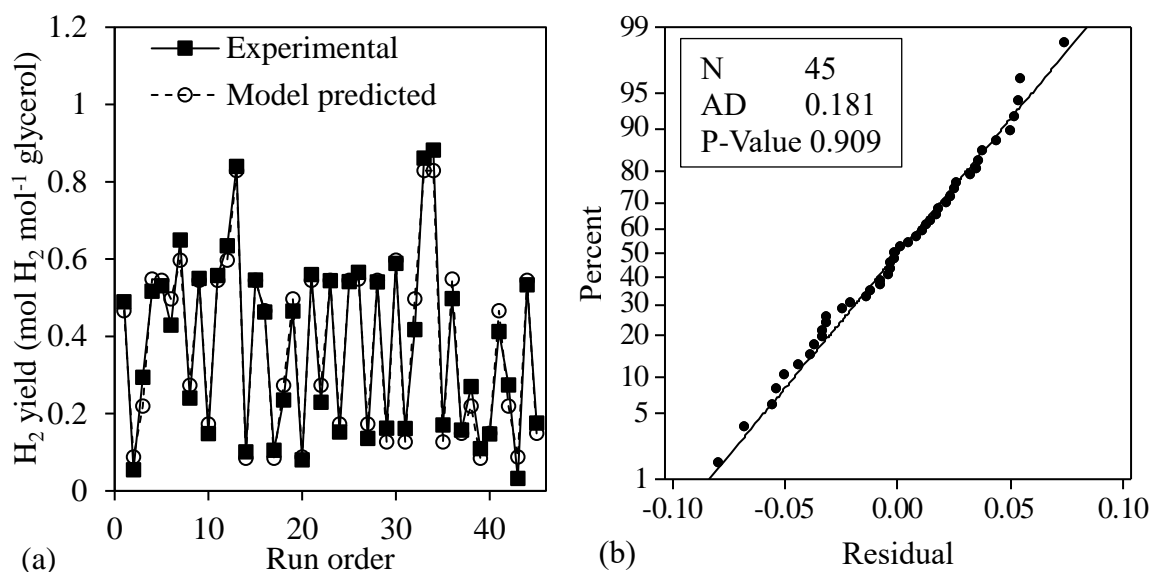 H₂ yield (mol H₂ mol⁻¹ glycerol)
1.2
1
0.8
0.6
0.4
0.2
0
Experimental
Model predicted
0 10 20 30 40
Run order
(a)
Percent
99
95
90
80
70
60
50
40
30
20
10
5
1
N 45
AD 0.181
P-Value 0.909
-0.10 -0.05 0.00 0.05 0.10
Residual
(b)